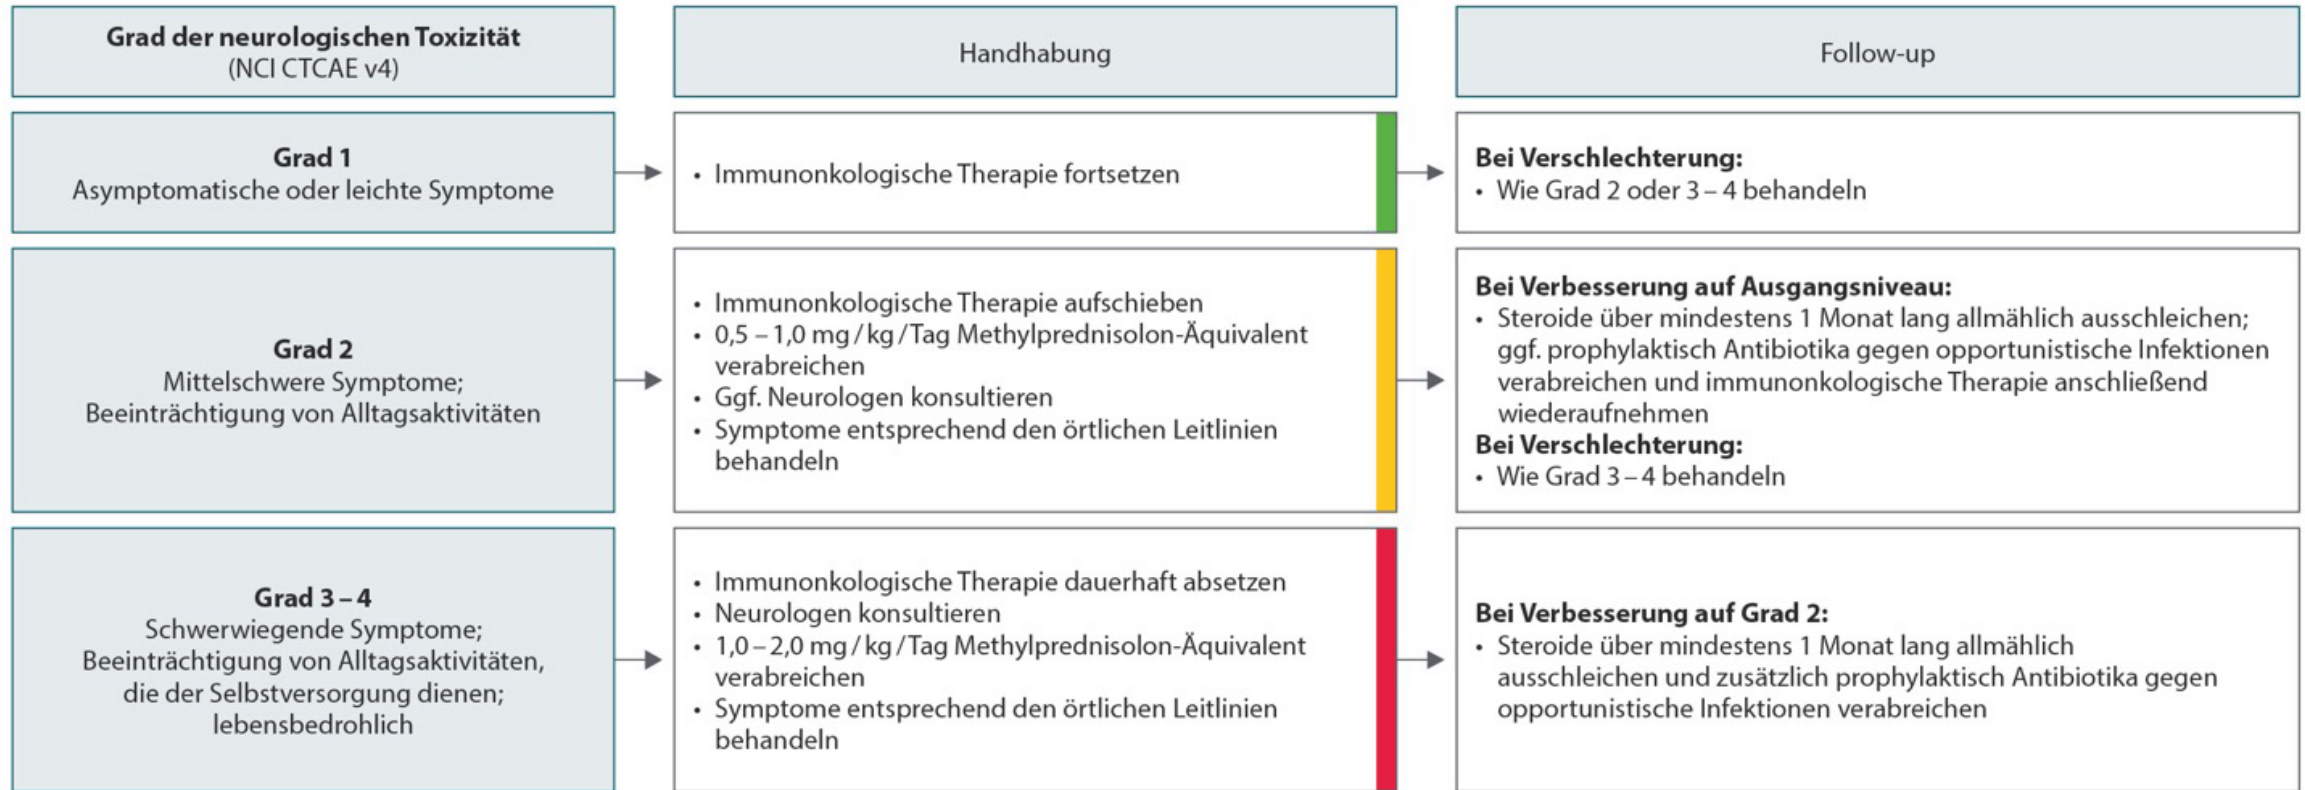 Grad der neurologischen Toxizität
(NCI CTCAE v4)
Handhabung
Follow-up
Grad 1
Asymptomatische oder leichte Symptome
• Immunonkologische Therapie fortsetzen
Bei Verschlechterung:
• Wie Grad 2 oder 3 – 4 behandeln
Grad 2
Mittelschwere Symptome;
Beeinträchtigung von Alltagsaktivitäten
• Immunonkologische Therapie aufschieben
• 0,5 – 1,0 mg / kg / Tag Methylprednisolon-Äquivalent
verabreichen
• Ggf. Neurologen konsultieren
• Symptome entsprechend den örtlichen Leitlinien
behandeln
Bei Verbesserung auf Ausgangsniveau:
• Steroide über mindestens 1 Monat lang allmählich ausschleichen;
ggf. prophylaktisch Antibiotika gegen opportunistische Infektionen
verabreichen und immunonkologische Therapie anschließend
wiederaufnehmen
Bei Verschlechterung:
• Wie Grad 3 – 4 behandeln
Grad 3 – 4
Schwerwiegende Symptome;
Beeinträchtigung von Alltagsaktivitäten,
die der Selbstversorgung dienen;
lebensbedrohlich
• Immunonkologische Therapie dauerhaft absetzen
• Neurologen konsultieren
• 1,0 – 2,0 mg / kg / Tag Methylprednisolon-Äquivalent
verabreichen
• Symptome entsprechend den örtlichen Leitlinien
behandeln
Bei Verbesserung auf Grad 2:
• Steroide über mindestens 1 Monat lang allmählich
ausschleichen und zusätzlich prophylaktisch Antibiotika gegen
opportunistische Infektionen verabreichen